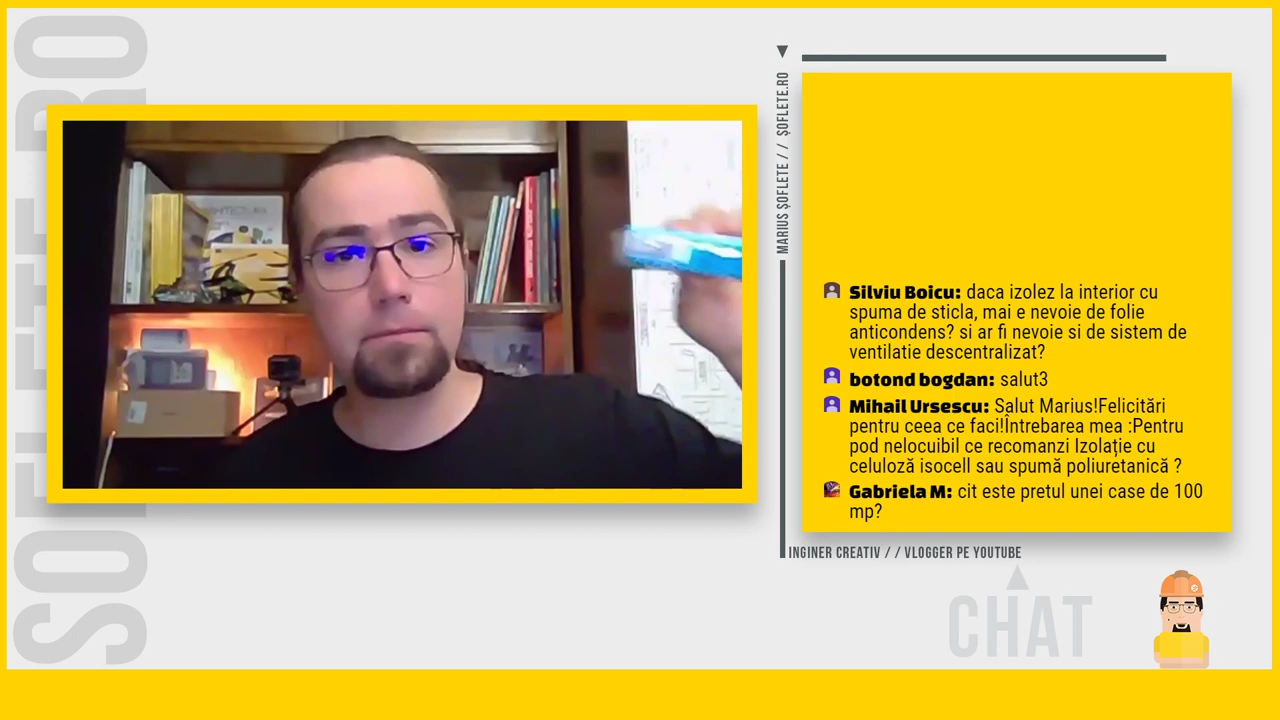 SOFLETE.RO
MARIUS ȘOFLETE // ȘOFLETE.RO
Silviu Boicu: daca izolez la interior cu
spuma de sticla, mai e nevoie de folie
anticondens? si ar fi nevoie si de sistem de
ventilatie descentralizat?
botond bogdan: salut3
Mihail Ursescu: Salut Marius!Felicitări
pentru ceea ce faci!Întrebarea mea :Pentru
pod nelocuibil ce recomanzi Izolație cu
celuloză isocell sau spumă poliuretanică ?
Gabriela M: cit este pretul unei case de 100
mp?
INGINER CREATIV // VLOGGER PE YOUTUBE
CHAT